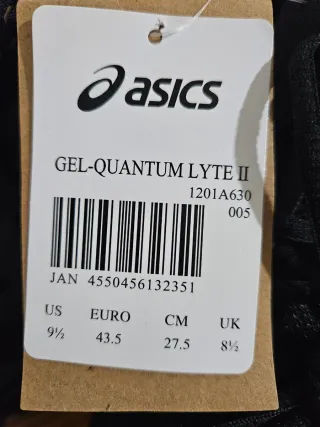 asics
GEL-QUANTUM LYTE II
1201A630
005
JAN 4550456132351
US EURO CM UK
9½ 43.5 27.5 8½